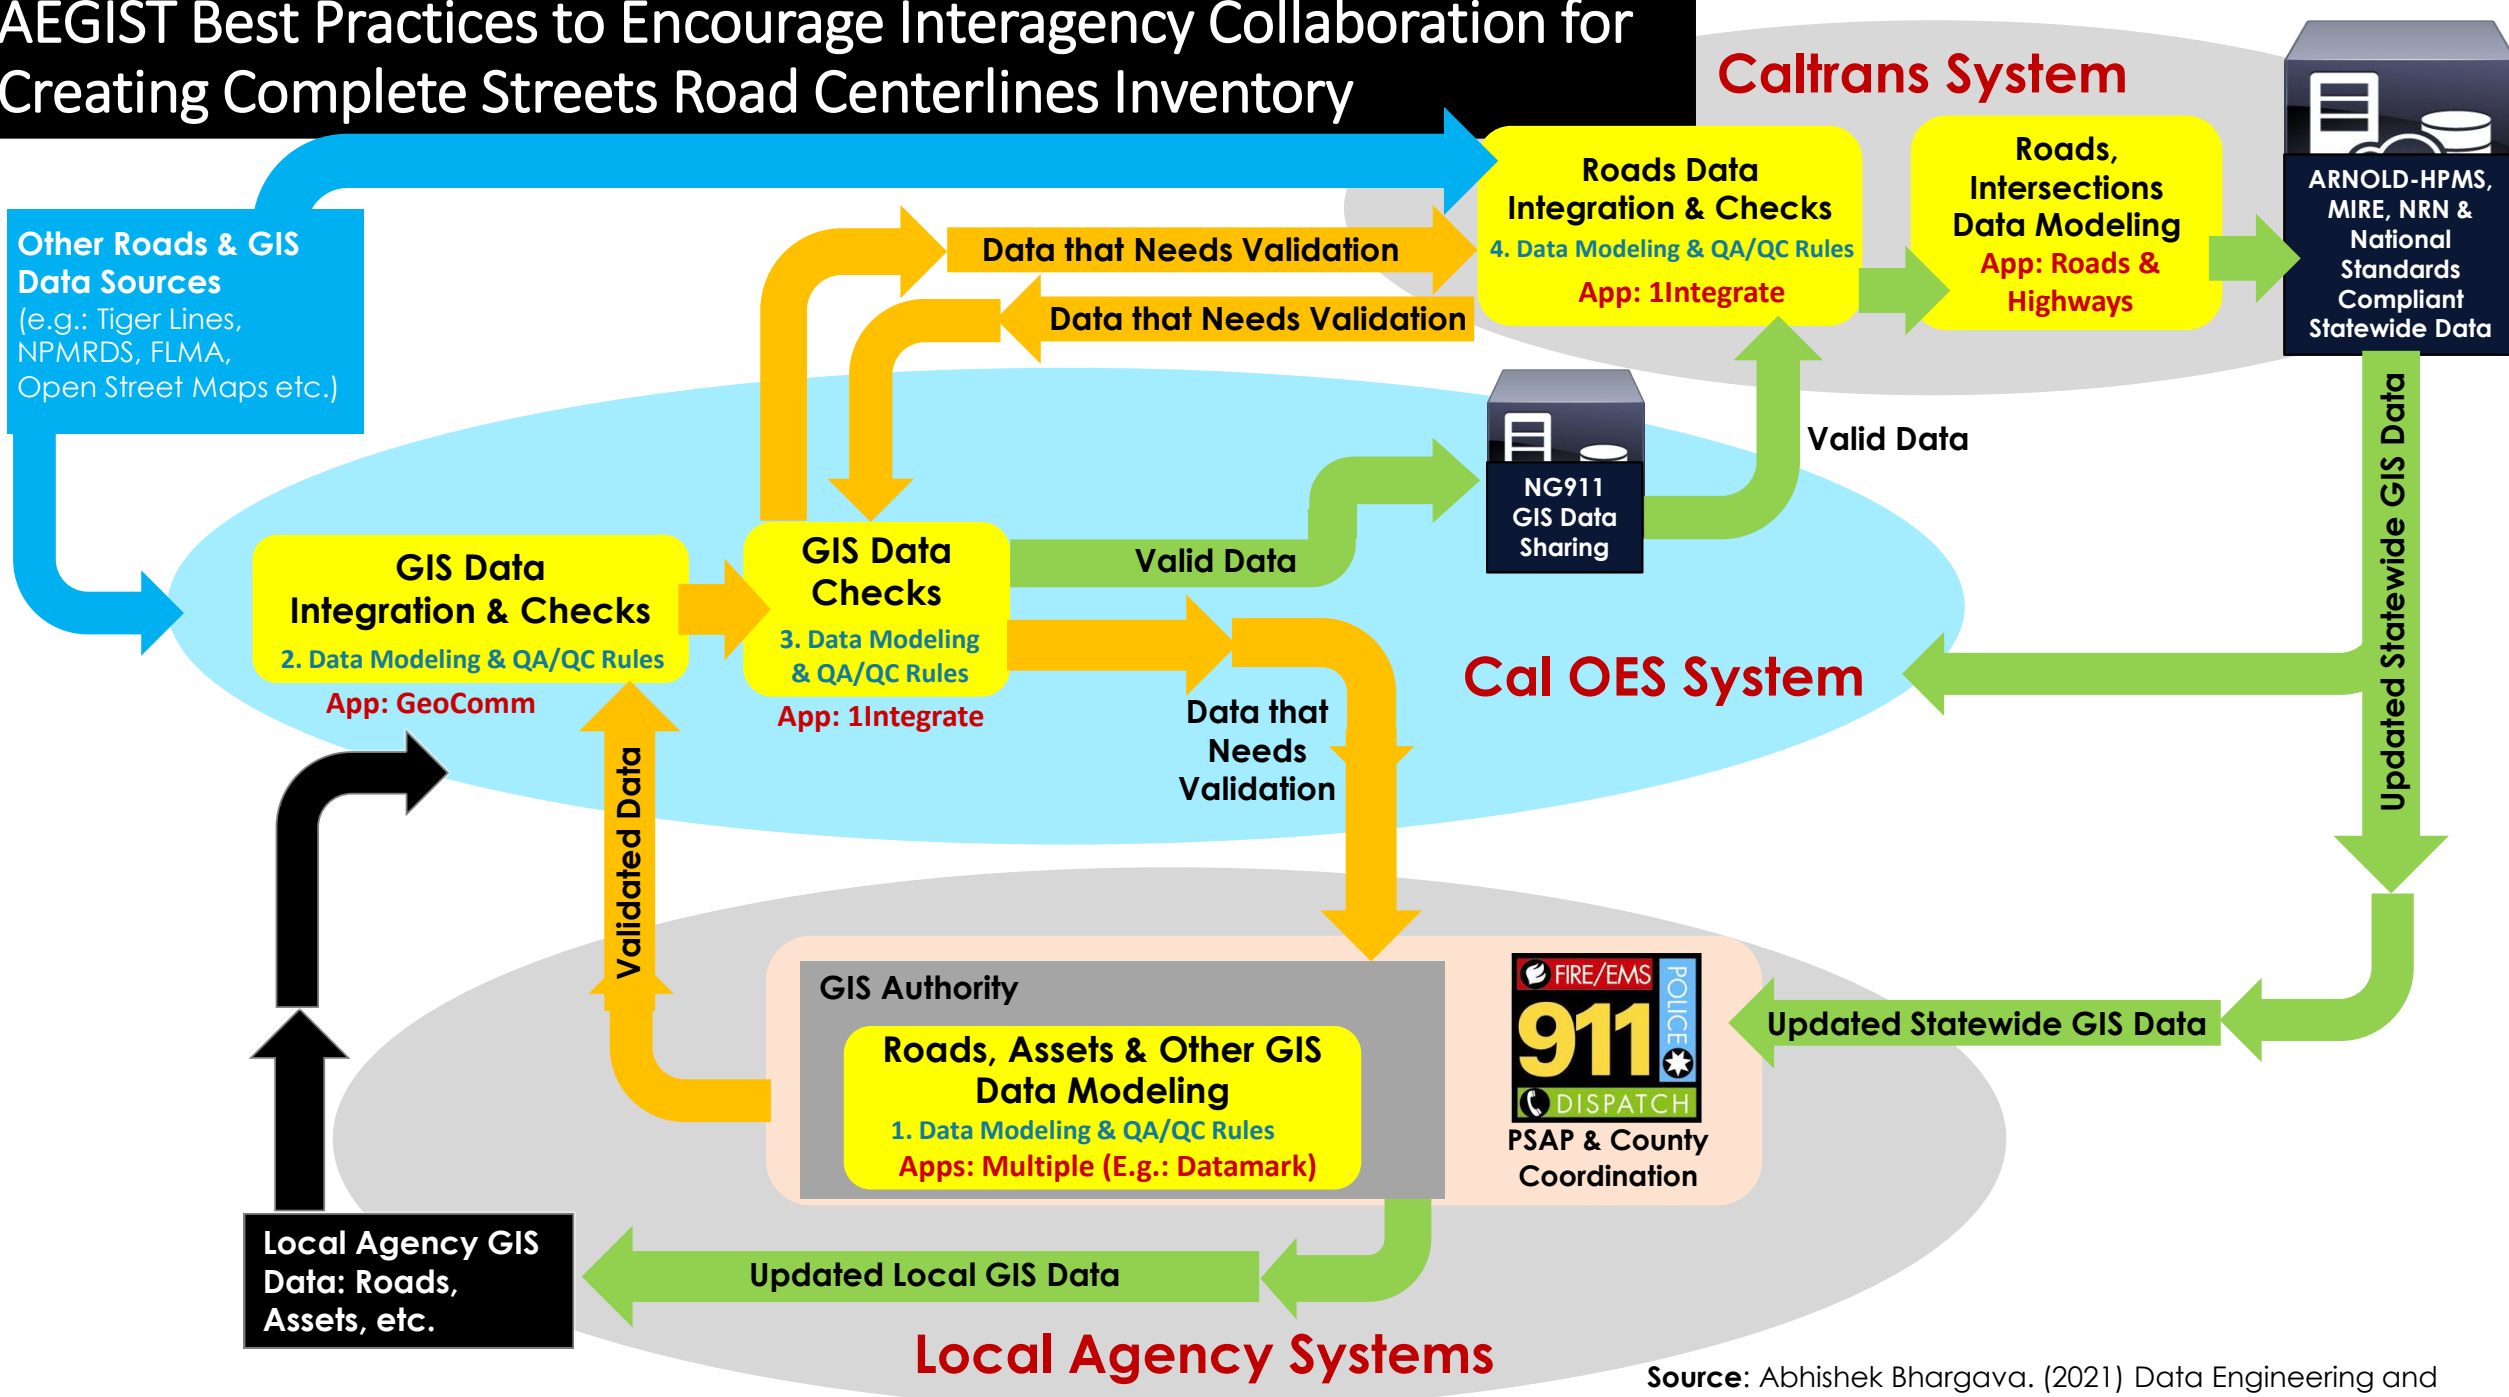 AEGIST Best Practices to Encourage Interagency Collaboration for
Creating Complete Streets Road Centerlines Inventory
Caltrans System
Other Roads & GIS
Data Sources
(e.g.: Tiger Lines,
NPMRDS, FLMA,
Open Street Maps etc.)
Data that Needs Validation
Data that Needs Validation
Roads Data
Integration & Checks
4. Data Modeling & QA/QC Rules
App: 1Integrate
Roads,
Intersections
Data Modeling
App: Roads &
Highways
ARNOLD-HPMS,
MIRE, NRN &
National
Standards
Compliant
Statewide Data
Valid Data
NG911
GIS Data
Sharing
Valid Data
GIS Data
Integration & Checks
2. Data Modeling & QA/QC Rules
App: GeoComm
GIS Data
Checks
3. Data Modeling
& QA/QC Rules
App: 1Integrate
Cal OES System
Updated Statewide GIS Data
Data that
Needs
Validation
Validated Data
GIS Authority
Roads, Assets & Other GIS
Data Modeling
1. Data Modeling & QA/QC Rules
Apps: Multiple (E.g.: Datamark)
FIRE/EMS
POLICE
911
DISPATCH
PSAP & County
Coordination
Updated Statewide GIS Data
Local Agency GIS
Data: Roads,
Assets, etc.
Updated Local GIS Data
Local Agency Systems
Source: Abhishek Bhargava. (2021) Data Engineering and